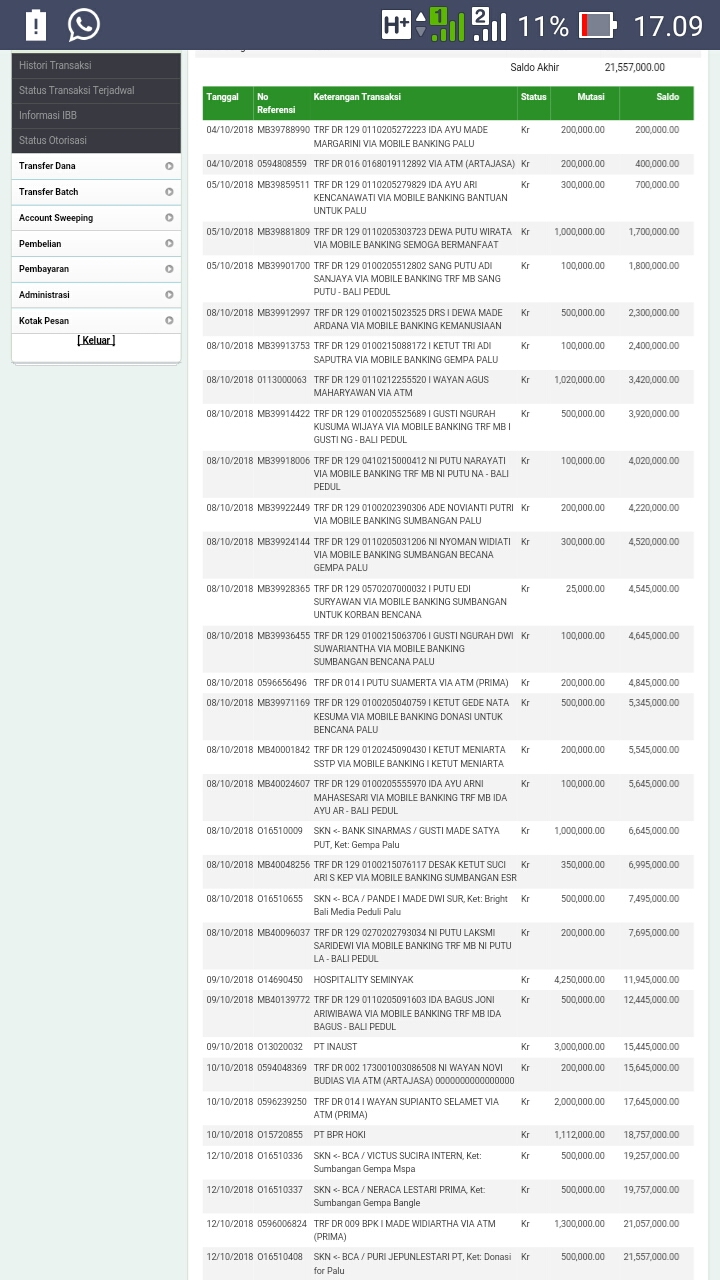 H+ 1 2 11% 17.09
Histori Transaksi
Status Transaksi Terjadwal
Informasi IBB
Status Otorisasi
Transfer Dana
Transfer Batch
Account Sweeping
Pembelian
Pembayaran
Administrasi
Kotak Pesan
[ Keluar ]
Saldo Akhir 21,557,000.00
Tanggal No Keterangan Transaksi Status Mutasi Saldo
Referensi
04/10/2018 MB39788990 TRF DR 129 0110205272223 IDA AYU MADE Kr 200,000.00 200,000.00
MARGARINI VIA MOBILE BANKING PALU
04/10/2018 0594808559 TRF DR 016 0168019112892 VIA ATM (ARTAJASA) Kr 200,000.00 400,000.00
05/10/2018 MB39859511 TRF DR 129 0110205279829 IDA AYU ARI Kr 300,000.00 700,000.00
KENCANAWATI VIA MOBILE BANKING BANTUAN
UNTUK PALU
05/10/2018 MB39881809 TRF DR 129 0110205303723 DEWA PUTU WIRATA Kr 1,000,000.00 1,700,000.00
VIA MOBILE BANKING SEMOGA BERMANFAAT
05/10/2018 MB39901700 TRF DR 129 0100205512802 SANG PUTU ADI Kr 100,000.00 1,800,000.00
SANJAYA VIA MOBILE BANKING TRF MB SANG
PUTU - BALI PEDUL
08/10/2018 MB39912997 TRF DR 129 0100215023525 DRS I DEWA MADE Kr 500,000.00 2,300,000.00
ARDANA VIA MOBILE BANKING KEMANUSIAAN
08/10/2018 MB39913753 TRF DR 129 0100215088172 I KETUT TRI ADI Kr 100,000.00 2,400,000.00
SAPUTRA VIA MOBILE BANKING GEMPA PALU
08/10/2018 0113000063 TRF DR 129 0110212255520 I WAYAN AGUS Kr 1,020,000.00 3,420,000.00
MAHARYAWAN VIA ATM
08/10/2018 MB39914422 TRF DR 129 0100205525689 I GUSTI NGURAH Kr 500,000.00 3,920,000.00
KUSUMA WIJAYA VIA MOBILE BANKING TRF MB I
GUSTI NG - BALI PEDUL
08/10/2018 MB39918006 TRF DR 129 0410215000412 NI PUTU NARAYATI Kr 100,000.00 4,020,000.00
VIA MOBILE BANKING TRF MB NI PUTU NA - BALI
PEDUL
08/10/2018 MB39922449 TRF DR 129 0100202390306 ADE NOVIANTI PUTRI Kr 200,000.00 4,220,000.00
VIA MOBILE BANKING SUMBANGAN PALU
08/10/2018 MB39924144 TRF DR 129 0110205031206 NI NYOMAN WIDIATI Kr 300,000.00 4,520,000.00
VIA MOBILE BANKING SUMBANGAN BECANA
GEMPA PALU
08/10/2018 MB39928365 TRF DR 129 0570207000032 I PUTU EDI Kr 25,000.00 4,545,000.00
SURYAWAN VIA MOBILE BANKING SUMBANGAN
UNTUK KORBAN BENCANA
08/10/2018 MB39936455 TRF DR 129 0100215063706 I GUSTI NGURAH DWI Kr 100,000.00 4,645,000.00
SUWARIANTHA VIA MOBILE BANKING
SUMBANGAN BENCANA PALU
08/10/2018 0596656496 TRF DR 014 I PUTU SUAMERTA VIA ATM (PRIMA) Kr 200,000.00 4,845,000.00
08/10/2018 MB39971169 TRF DR 129 0100205040759 I KETUT GEDE NATA Kr 500,000.00 5,345,000.00
KESUMA VIA MOBILE BANKING DONASI UNTUK
BENCANA PALU
08/10/2018 MB40001842 TRF DR 129 0120245090430 I KETUT MENIARTA Kr 200,000.00 5,545,000.00
SSTP VIA MOBILE BANKING I KETUT MENIARTA
08/10/2018 MB40024607 TRF DR 129 0100205555970 IDA AYU ARNI Kr 100,000.00 5,645,000.00
MAHASESARI VIA MOBILE BANKING TRF MB IDA
AYU AR - BALI PEDUL
08/10/2018 O16510009 SKN <- BANK SINARMAS / GUSTI MADE SATYA Kr 1,000,000.00 6,645,000.00
PUT, Ket: Gempa Palu
08/10/2018 MB40048256 TRF DR 129 0100215076117 DESAK KETUT SUCI Kr 350,000.00 6,995,000.00
ARI S KEP VIA MOBILE BANKING SUMBANGAN ESR
08/10/2018 O16510655 SKN <- BCA / PANDE I MADE DWI SUR, Ket: Bright Kr 500,000.00 7,495,000.00
Bali Media Peduli Palu
08/10/2018 MB40096037 TRF DR 129 0270202793034 NI PUTU LAKSMI Kr 200,000.00 7,695,000.00
SARIDEWI VIA MOBILE BANKING TRF MB NI PUTU
LA - BALI PEDUL
09/10/2018 O14690450 HOSPITALITY SEMINYAK Kr 4,250,000.00 11,945,000.00
09/10/2018 MB40139772 TRF DR 129 0110205091603 IDA BAGUS JONI Kr 500,000.00 12,445,000.00
ARIWIBAWA VIA MOBILE BANKING TRF MB IDA
BAGUS - BALI PEDUL
09/10/2018 O13020032 PT INAUST Kr 3,000,000.00 15,445,000.00
10/10/2018 0594048369 TRF DR 002 173001003086508 NI WAYAN NOVI Kr 200,000.00 15,645,000.00
BUDIAS VIA ATM (ARTAJASA) 0000000000000000
10/10/2018 0596239250 TRF DR 014 I WAYAN SUPIANTO SELAMET VIA Kr 2,000,000.00 17,645,000.00
ATM (PRIMA)
10/10/2018 O15720855 PT BPR HOKI Kr 1,112,000.00 18,757,000.00
12/10/2018 O16510336 SKN <- BCA / VICTUS SUCIRA INTERN, Ket: Kr 500,000.00 19,257,000.00
Sumbangan Gempa Mspa
12/10/2018 O16510337 SKN <- BCA / NERACA LESTARI PRIMA, Ket: Kr 500,000.00 19,757,000.00
Sumbangan Gempa Bangle
12/10/2018 0596006824 TRF DR 009 BPK I MADE WIDIARTHA VIA ATM Kr 1,300,000.00 21,057,000.00
(PRIMA)
12/10/2018 O16510408 SKN <- BCA / PURI JEPUNLESTARI PT, Ket: Donasi Kr 500,000.00 21,557,000.00
for Palu